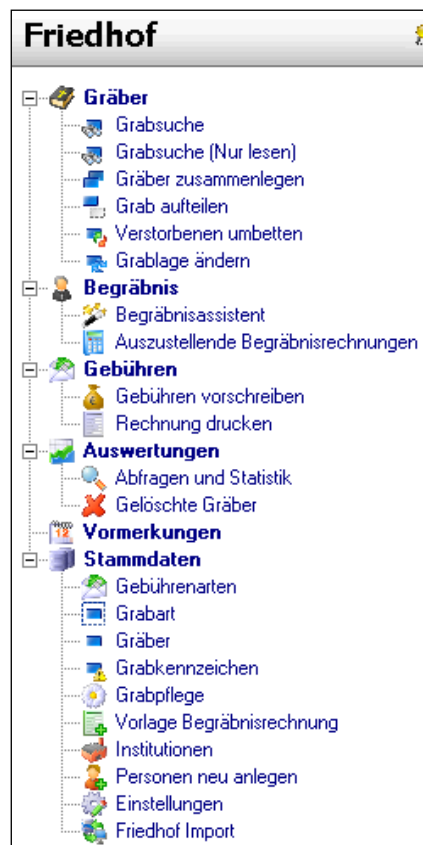 Friedhof
Gräber
Grabsuche
Grabsuche (Nur lesen)
Gräber zusammenlegen
Grab aufteilen
Verstorbenen umbetten
Grablage ändern
Begräbnis
Begräbnisassistent
Auszustellende Begräbnisrechnungen
Gebühren
Gebühren vorschreiben
Rechnung drucken
Auswertungen
Abfragen und Statistik
Gelöschte Gräber
12 Vormerkungen
Stammdaten
Gebührenarten
Grabart
Gräber
Grabkennzeichen
Grabpflege
Vorlage Begräbnisrechnung
Institutionen
Personen neu anlegen
Einstellungen
Friedhof Import